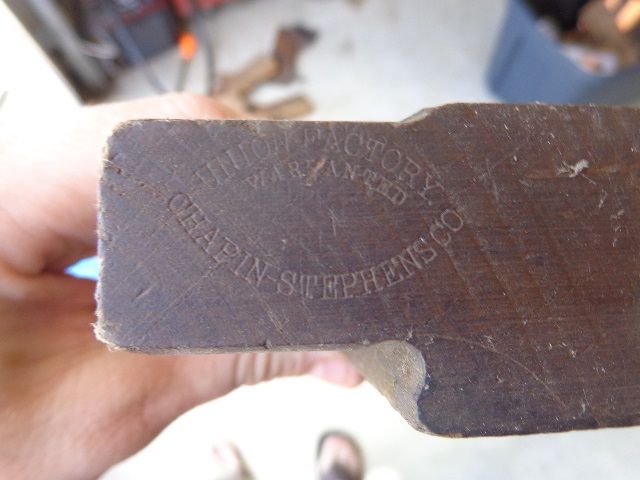 UNION FACTORY
WARRANTED
CHAPIN-STEPHENS CO